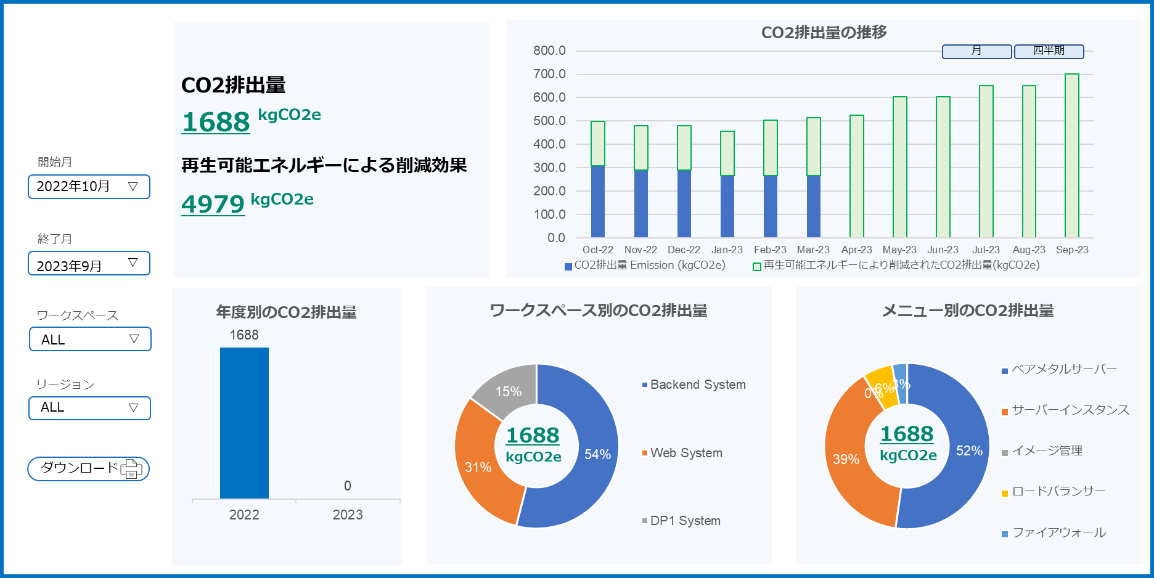 開始月
2022年10月 ▽
終了月
2023年9月 ▽
ワークスペース
ALL ▽
リージョン
ALL ▽
ダウンロード
CO2排出量
1688 kgCO2e
再生可能エネルギーによる削減効果
4979 kgCO2e
CO2排出量の推移
月 四半期
800.0
700.0
600.0
500.0
400.0
300.0
200.0
100.0
0.0
Oct-22 Nov-22 Dec-22 Jan-23 Feb-23 Mar-23 Apr-23 May-23 Jun-23 Jul-23 Aug-23 Sep-23
CO2排出量 Emission (kgCO2e) 再生可能エネルギーにより削減されたCO2排出量(kgCO2e)
年度別のCO2排出量
1688
0
2022 2023
ワークスペース別のCO2排出量
15%
54%
31%
1688
kgCO2e
Backend System
Web System
DP1 System
メニュー別のCO2排出量
0%
6%
3%
52%
39%
1688
kgCO2e
ベアメタルサーバー
サーバーインスタンス
イメージ管理
ロードバランサー
ファイアウォール